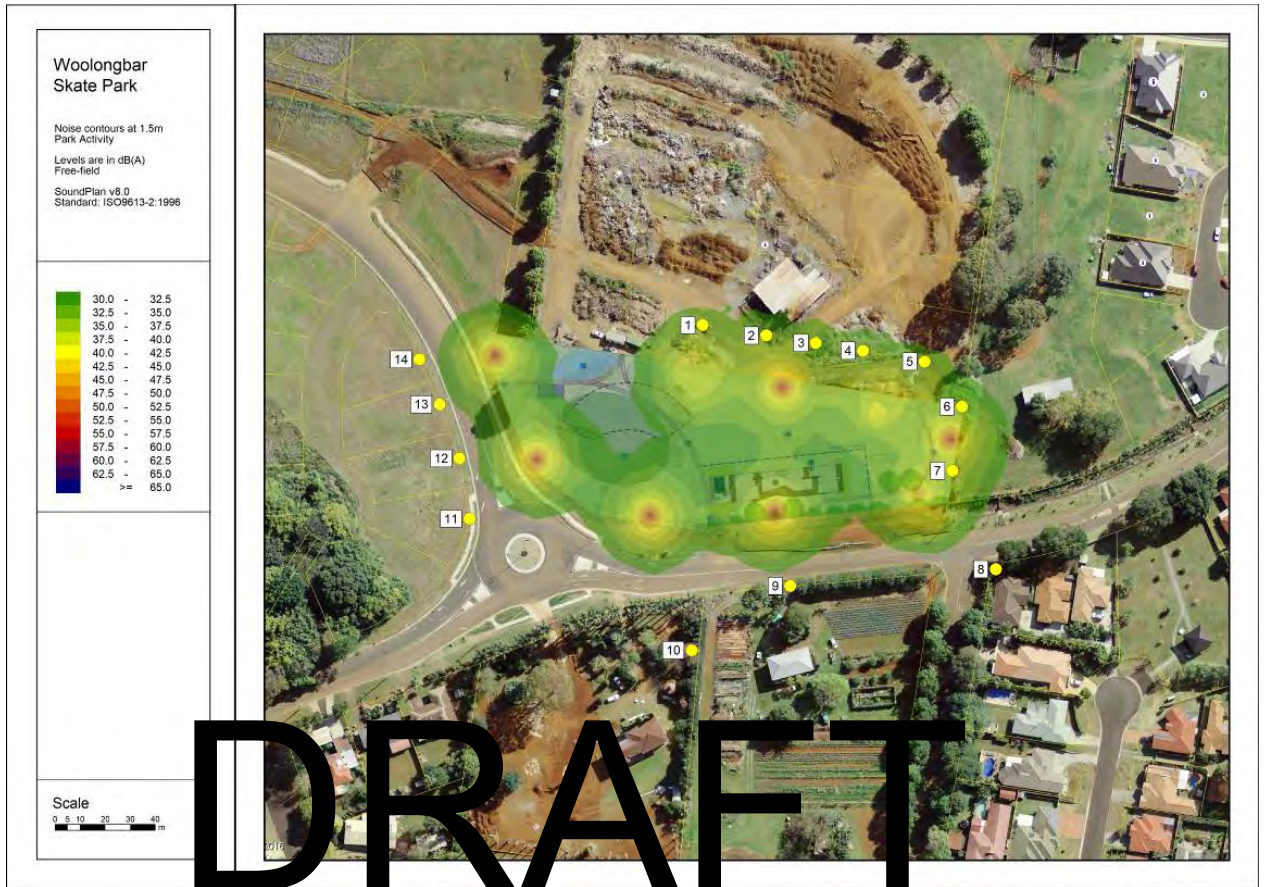 Woolongbar
Skate Park
Noise contours at 1.5m
Park Activity
Levels are in dB(A)
Free-field
SoundPlan v8.0
Standard: ISO9613-2:1996
30.0 - 32.5
32.5 - 35.0
35.0 - 37.5
37.5 - 40.0
40.0 - 42.5
42.5 - 45.0
45.0 - 47.5
47.5 - 50.0
50.0 - 52.5
52.5 - 55.0
55.0 - 57.5
57.5 - 60.0
60.0 - 62.5
62.5 - 65.0
>= 65.0
Scale
0 5 10 20 30 40
m
1
2
3
4
5
6
7
8
9
10
11
12
13
14
2016
DRAFT